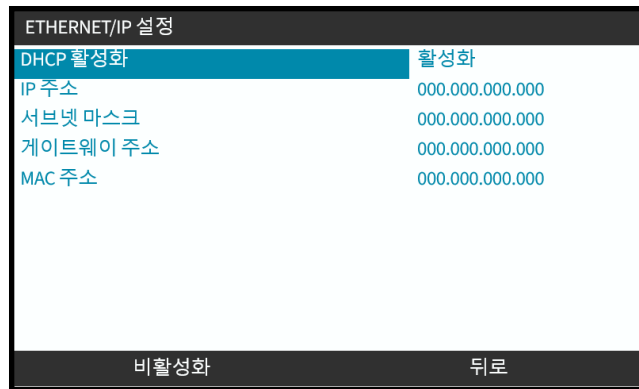 ETHERNET/IP 설정
DHCP 활성화 활성화
IP 주소 000.000.000.000
서브넷 마스크 000.000.000.000
게이트웨이 주소 000.000.000.000
MAC 주소 000.000.000.000
비활성화 뒤로